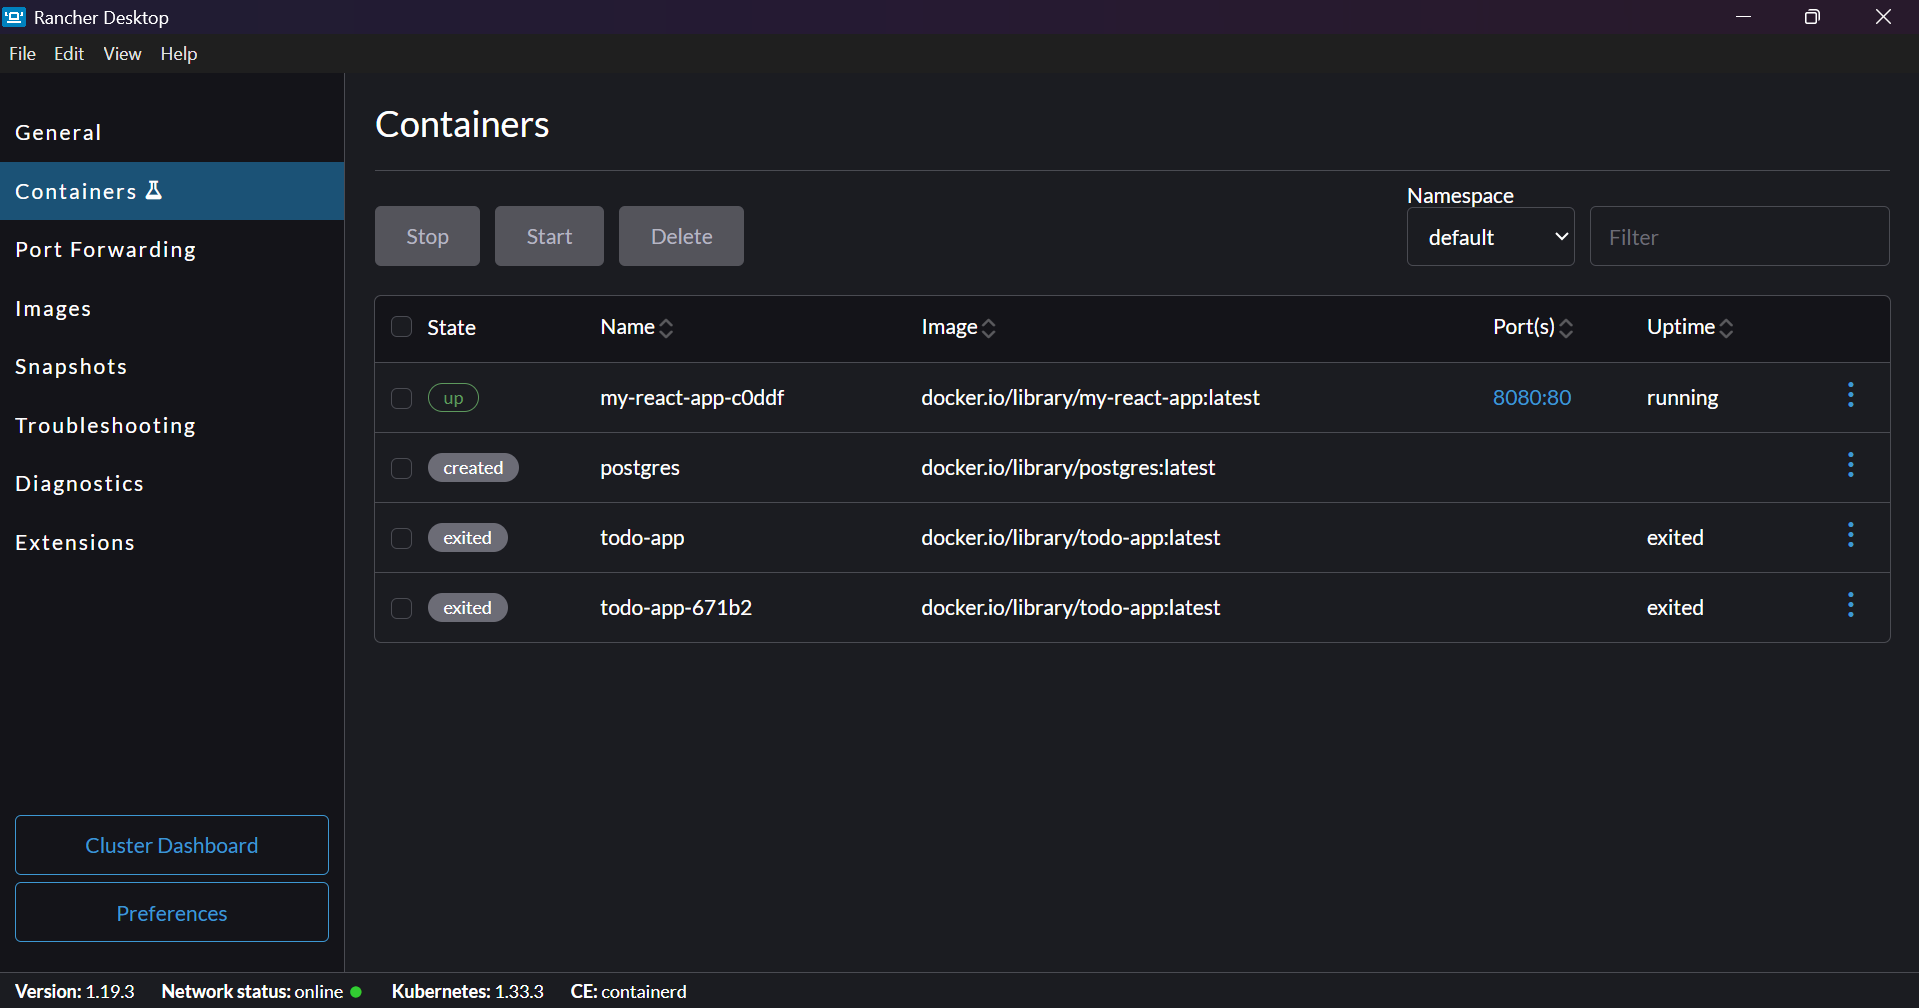 Rancher Desktop
File Edit View Help
General
Containers
Port Forwarding
Images
Snapshots
Troubleshooting
Diagnostics
Extensions
Cluster Dashboard
Preferences
Containers
Stop Start Delete
Namespace
default Filter
State Name Image Port(s) Uptime
up my-react-app-c0ddf docker.io/library/my-react-app:latest 8080:80 running
created postgres docker.io/library/postgres:latest
exited todo-app docker.io/library/todo-app:latest exited
exited todo-app-671b2 docker.io/library/todo-app:latest exited
Version: 1.19.3 Network status: online Kubernetes: 1.33.3 CE: containerd